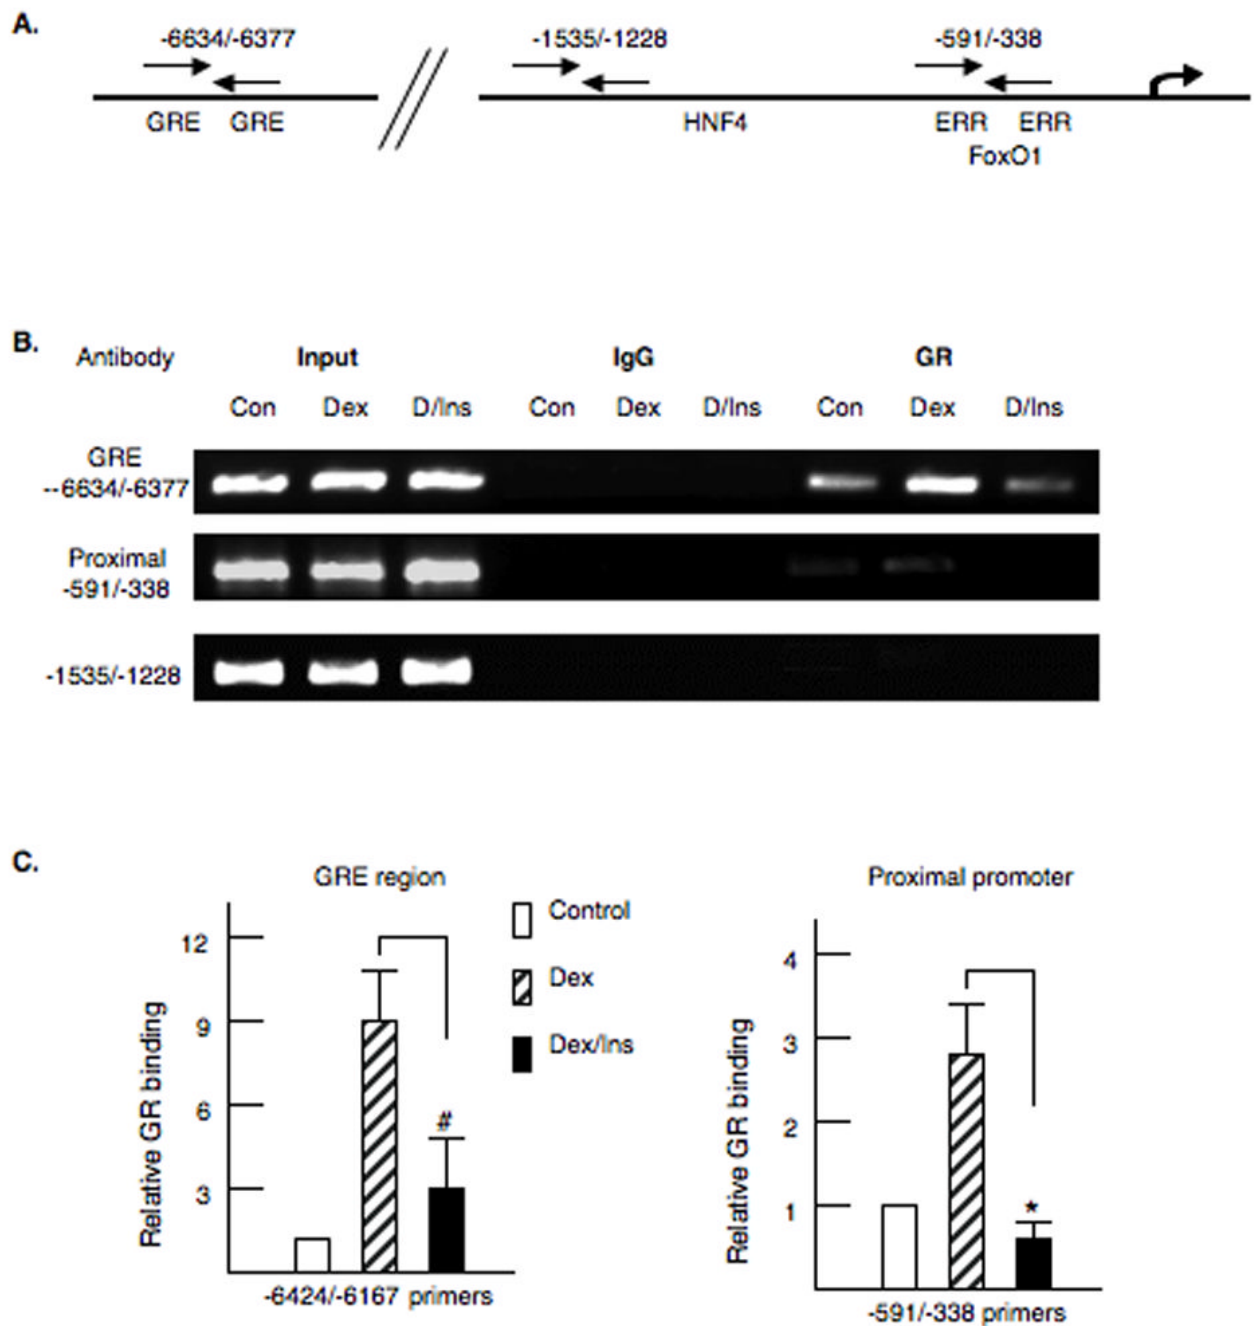 A.
-6634/-6377 -1535/-1228 -591/-338
GRE GRE HNF4 ERR ERR
FoxO1
B.
Antibody Input IgG GR
Con Dex D/Ins Con Dex D/Ins Con Dex D/Ins
GRE
--6634/-6377
Proximal
-591/-338
-1535/-1228
C.
GRE region
Relative GR binding
12
9
6
3
#
-6424/-6167 primers
Control
Dex
Dex/Ins
Proximal promoter
Relative GR binding
4
3
2
1
*
-591/-338 primers